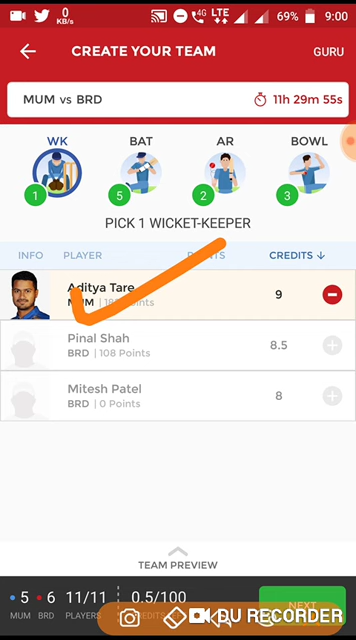 0
KB/s
4G
LTE
69%
9:00
CREATE YOUR TEAM
GURU
MUM vs BRD
11h 29m 55s
WK
BAT
AR
BOWL
1
5
2
3
PICK 1 WICKET-KEEPER
INFO
PLAYER
POINTS
CREDITS ↓
Aditya Tare
MUM
Points
9
Pinal Shah
BRD | 108 Points
8.5
Mitesh Patel
BRD | 0 Points
8
TEAM PREVIEW
5 6 11/11 0.5/100
MUM BRD PLAYERS
NEXT
DU RECORDER